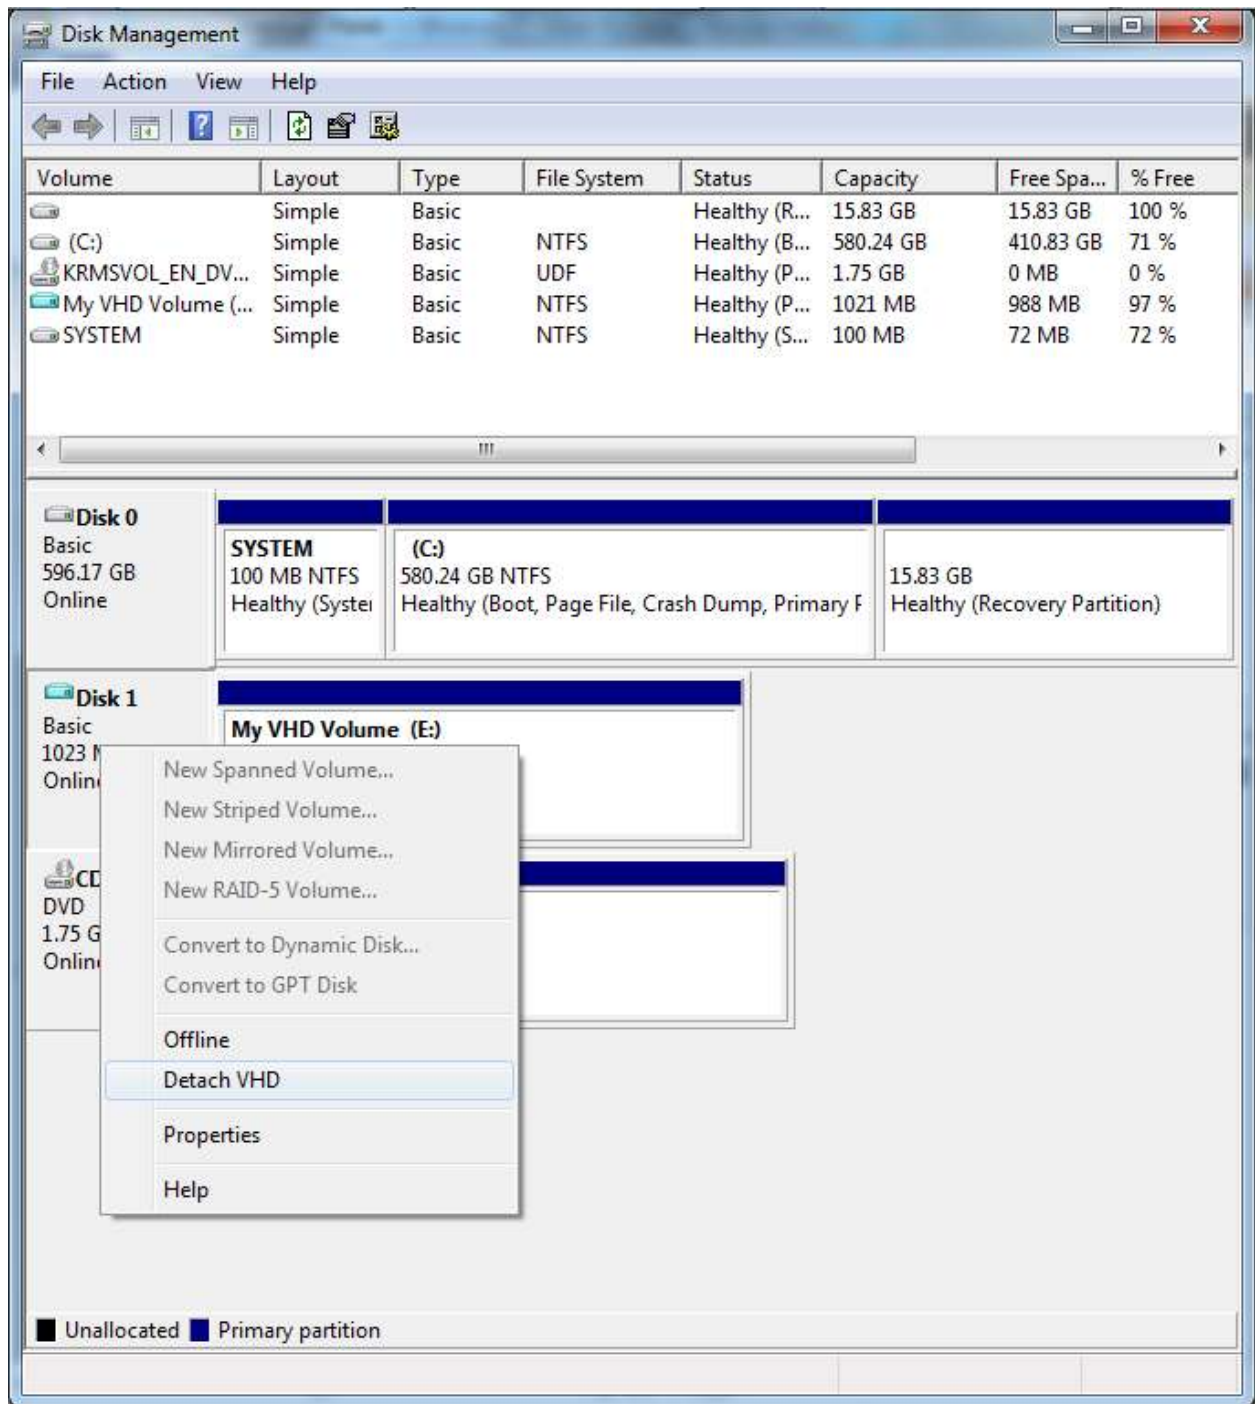 Disk Management
File Action View Help
Volume Layout Type File System Status Capacity Free Spa... % Free
Simple Basic Healthy (R... 15.83 GB 15.83 GB 100 %
(C:) Simple Basic NTFS Healthy (B... 580.24 GB 410.83 GB 71 %
KRMSVOL_EN_DV... Simple Basic UDF Healthy (P... 1.75 GB 0 MB 0 %
My VHD Volume (... Simple Basic NTFS Healthy (P... 1021 MB 988 MB 97 %
SYSTEM Simple Basic NTFS Healthy (S... 100 MB 72 MB 72 %
Disk 0
Basic
596.17 GB
Online
SYSTEM
100 MB NTFS
Healthy (Syster
(C:)
580.24 GB NTFS
Healthy (Boot, Page File, Crash Dump, Primary P
15.83 GB
Healthy (Recovery Partition)
Disk 1
Basic
1023
Onlin
My VHD Volume (E:)
CD
DVD
1.75 G
Onlin
New Spanned Volume...
New Striped Volume...
New Mirrored Volume...
New RAID-5 Volume...
Convert to Dynamic Disk...
Convert to GPT Disk
Offline
Detach VHD
Properties
Help
Unallocated Primary partition